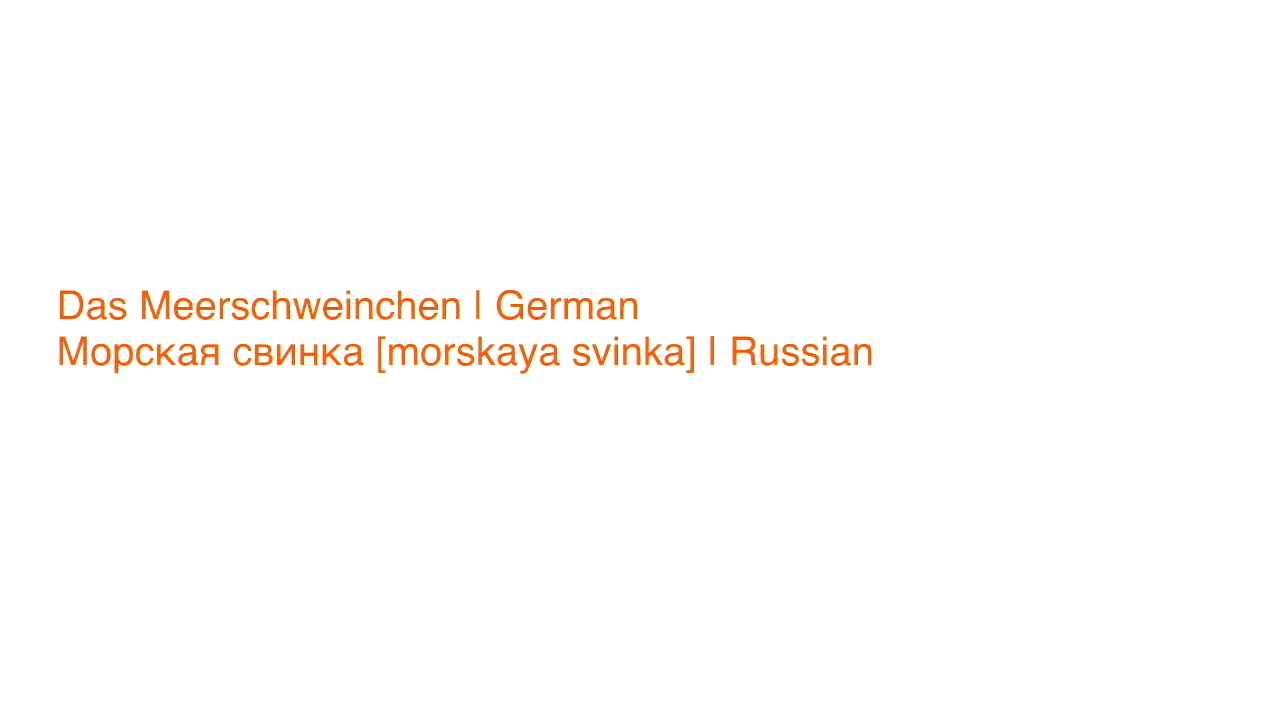 Das Meerschweinchen | German
Морская свинка [morskaya svinka] | Russian